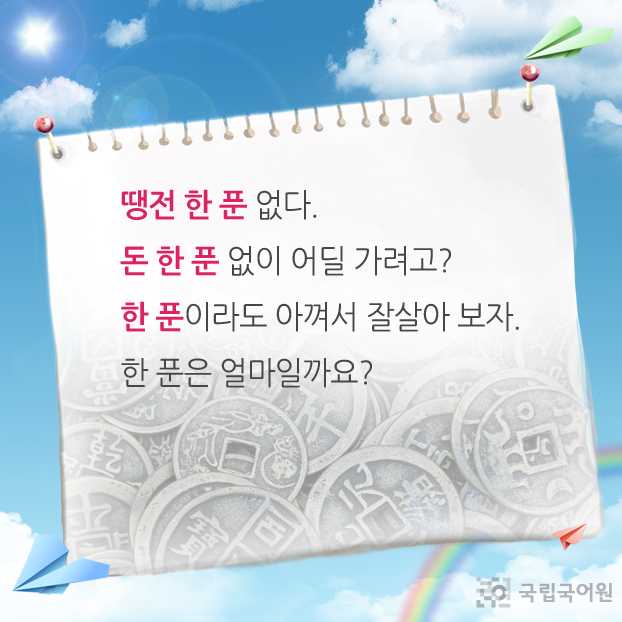 땡전 한 푼 없다.
돈 한 푼 없이 어딜 가려고?
한 푼이라도 아껴서 잘살아 보자.
한 푼은 얼마일까요?
국립국어원